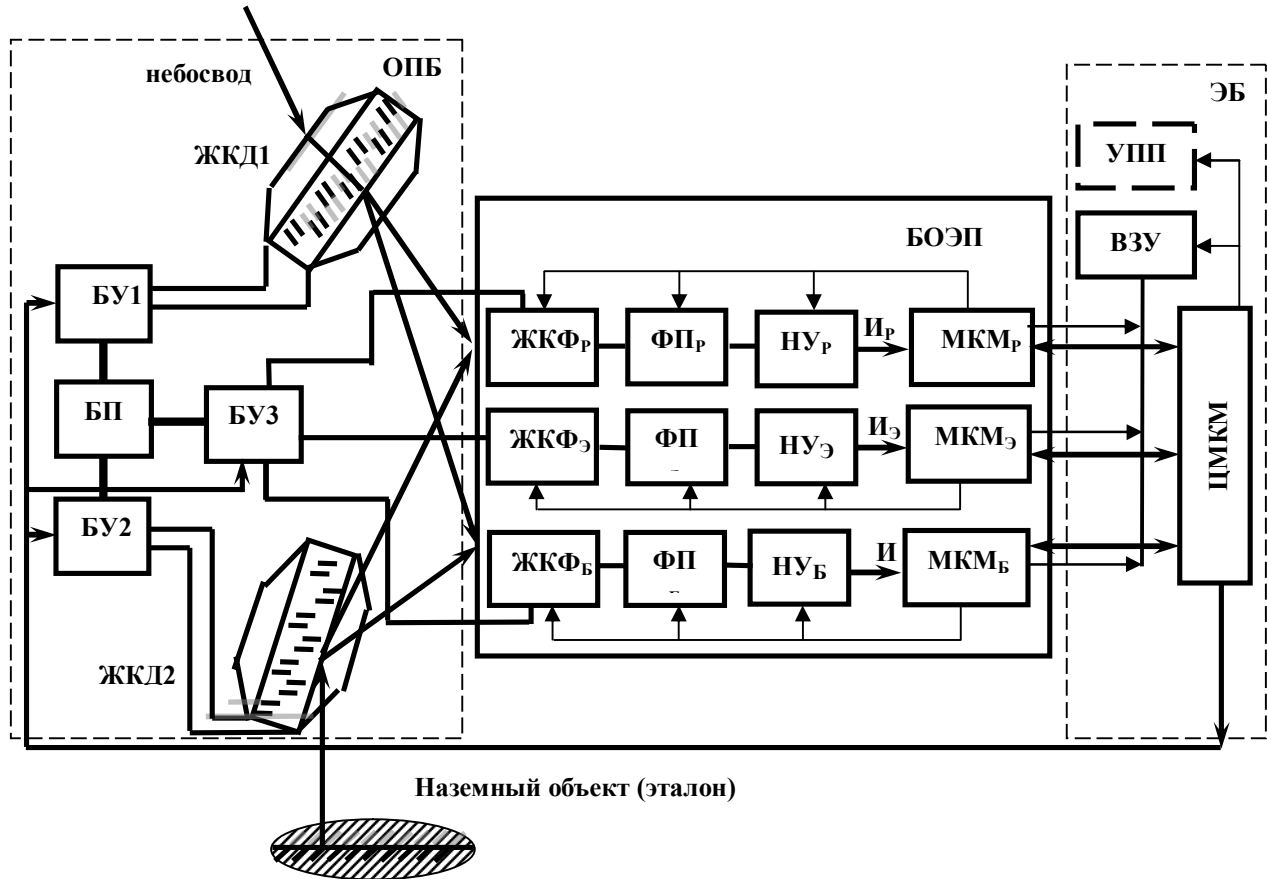 небосвод
ОПБ
ЭБ
ЖКД1
УПП
БОЭП
ВЗУ
БУ1
ЖКФР
ФПР
НУР
ИР
МКМР
БП
БУ3
ЖКФЭ
ФП
НУЭ
ИЭ
МКМЭ
ЦМКМ
БУ2
ЖКФБ
ФП
НУБ
И
МКМБ
ЖКД2
Наземный объект (эталон)